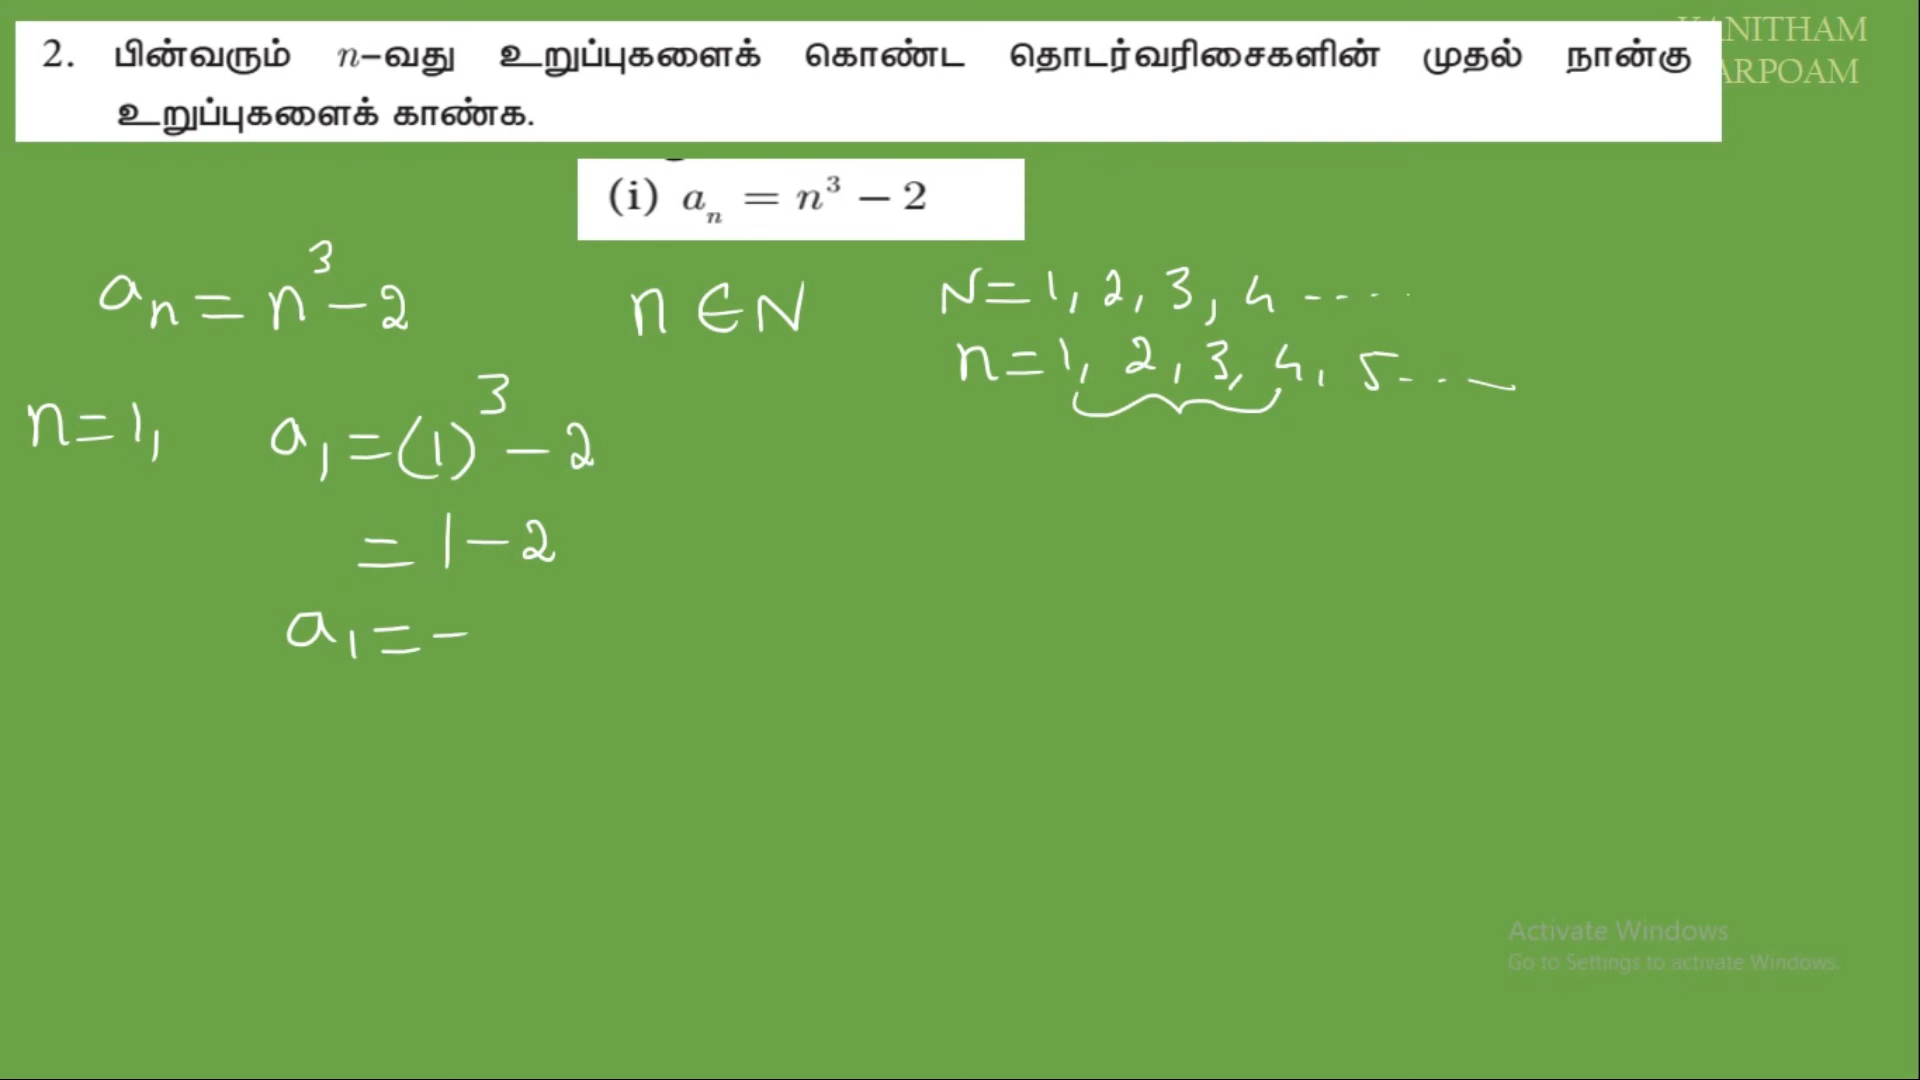 2. பின்வரும் n–வது உறுப்புகளைக் கொண்ட தொடர்வரிசைகளின் முதல் நான்கு
உறுப்புகளைக் காண்க.
ANITHAM
ARPOAM
(i) aₙ = n³ – 2
aₙ = n³ – 2
n ∈ N
N = 1, 2, 3, 4 ----
n = 1, 2, 3, 4, 5 ----
n = 1, a₁ = (1)³ – 2
= 1 – 2
a₁ = –
Activate Windows
Go to Settings to activate Windows.